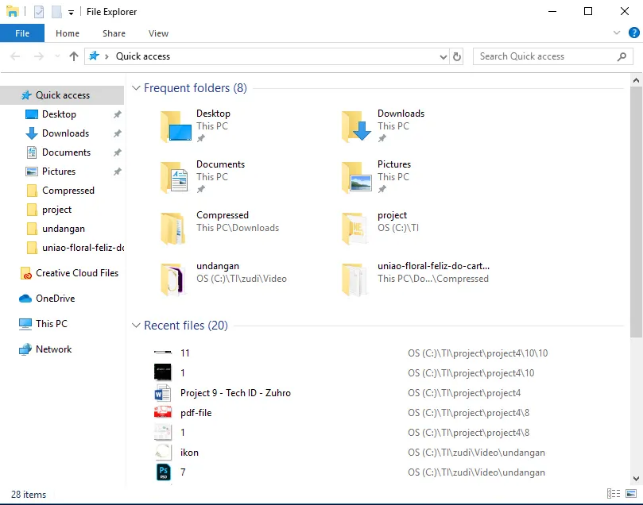 File Explorer
File Home Share View
Quick access
Search Quick access
Quick access
Desktop
Downloads
Documents
Pictures
Compressed
project
undangan
uniao-floral-feliz-do
Creative Cloud Files
OneDrive
This PC
Network
Frequent folders (8)
Desktop
This PC
Downloads
This PC
Documents
This PC
Pictures
This PC
Compressed
This PC\Downloads
project
OS (C:)\TI
undangan
OS (C:)\TI\zudi\Video
uniao-floral-feliz-do-cart...
This PC\Do...\Compressed
Recent files (20)
11 OS (C:)\TI\project\project4\10\10
1 OS (C:)\TI\project\project4\10
Project 9 - Tech ID - Zuhro OS (C:)\TI\project\project4
pdf-file OS (C:)\TI\project\project4\8
1 OS (C:)\TI\project\project4\8
ikon OS (C:)\TI\zudi\Video\undangan
7 OS (C:)\TI\zudi\Video\undangan
28 items